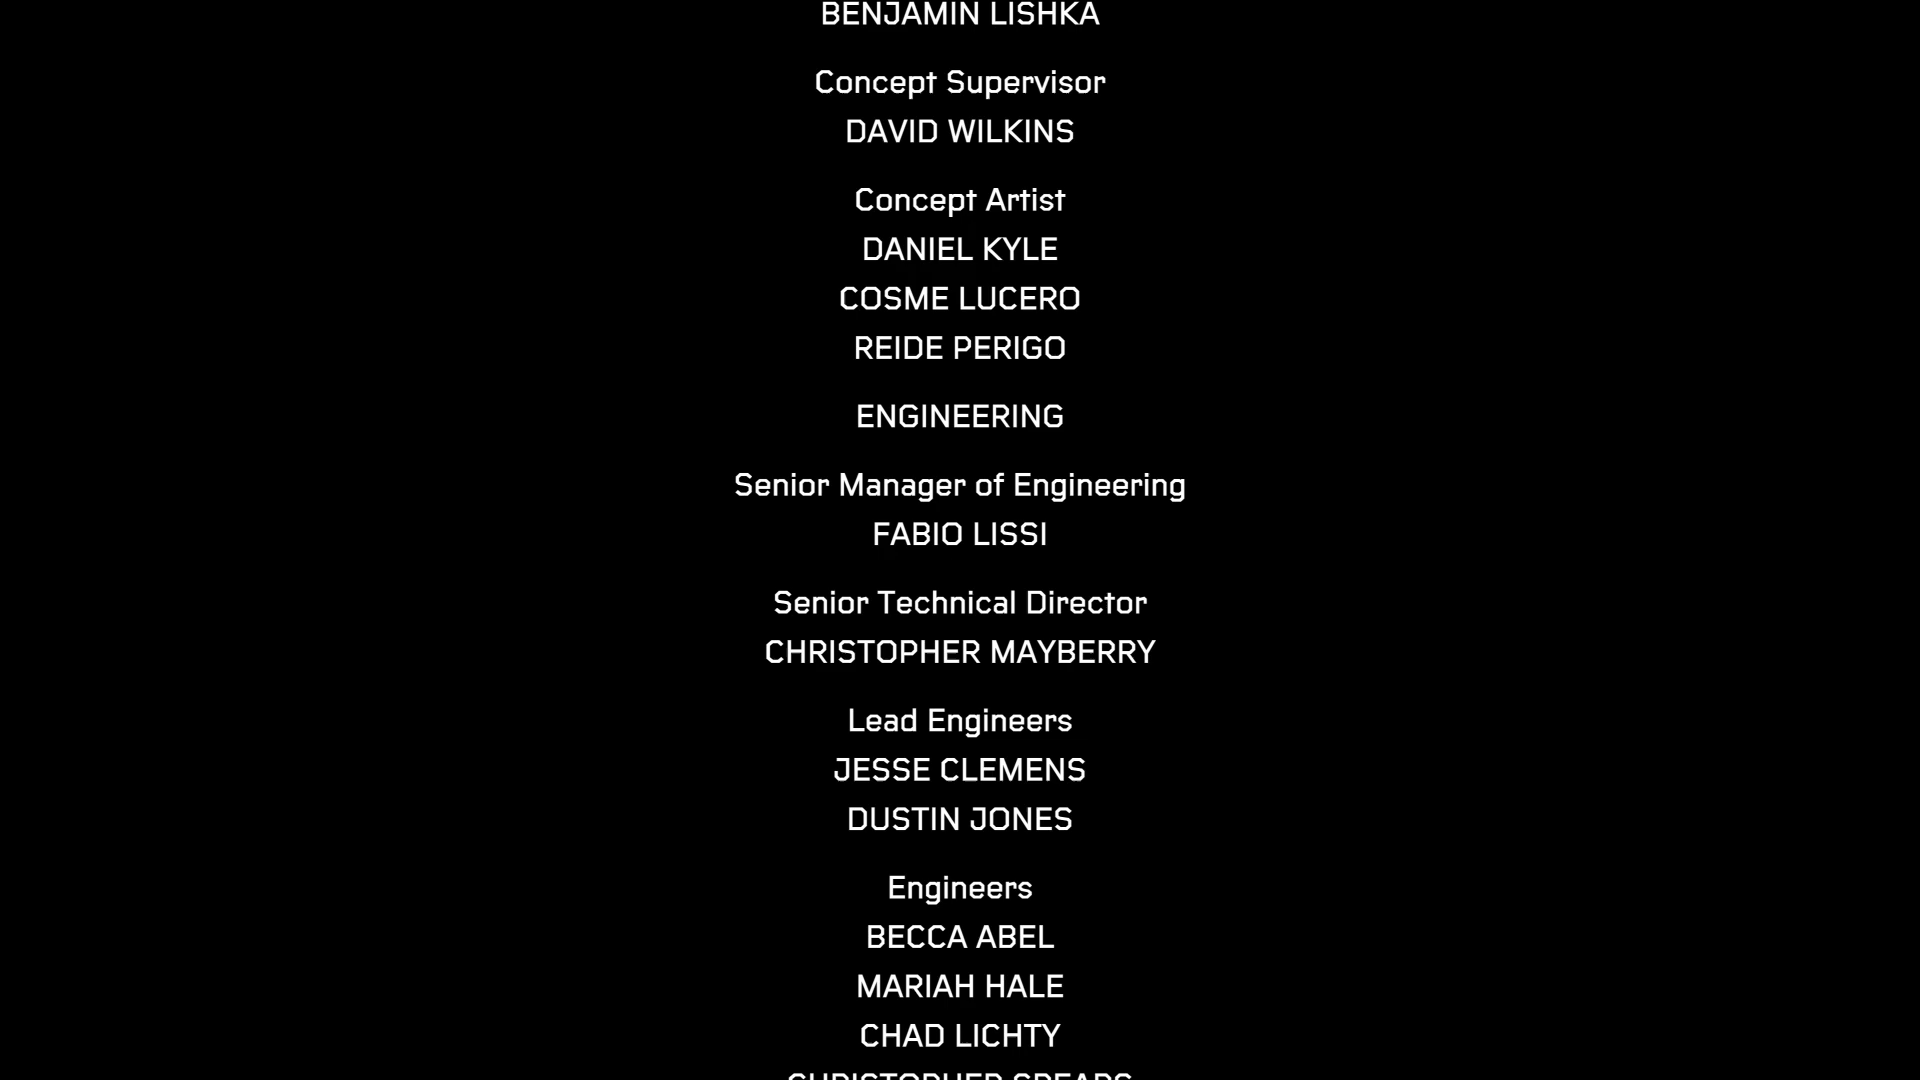 BENJAMIN LISHKA
Concept Supervisor
DAVID WILKINS
Concept Artist
DANIEL KYLE
COSME LUCERO
REIDE PERIGO
ENGINEERING
Senior Manager of Engineering
FABIO LISSI
Senior Technical Director
CHRISTOPHER MAYBERRY
Lead Engineers
JESSE CLEMENS
DUSTIN JONES
Engineers
BECCA ABEL
MARIAH HALE
CHAD LICHTY
CHRISTOPHER SPEARS